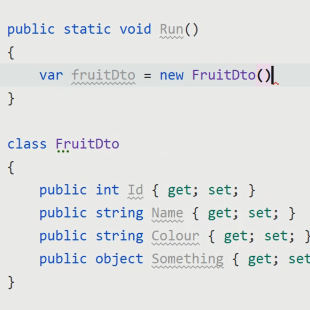 public static void Run()
{
    var fruitDto = new FruitDto()
}
class FruitDto
{
    public int Id { get; set; }
    public string Name { get; set; }
    public string Colour { get; set; }
    public object Something { get; set
}